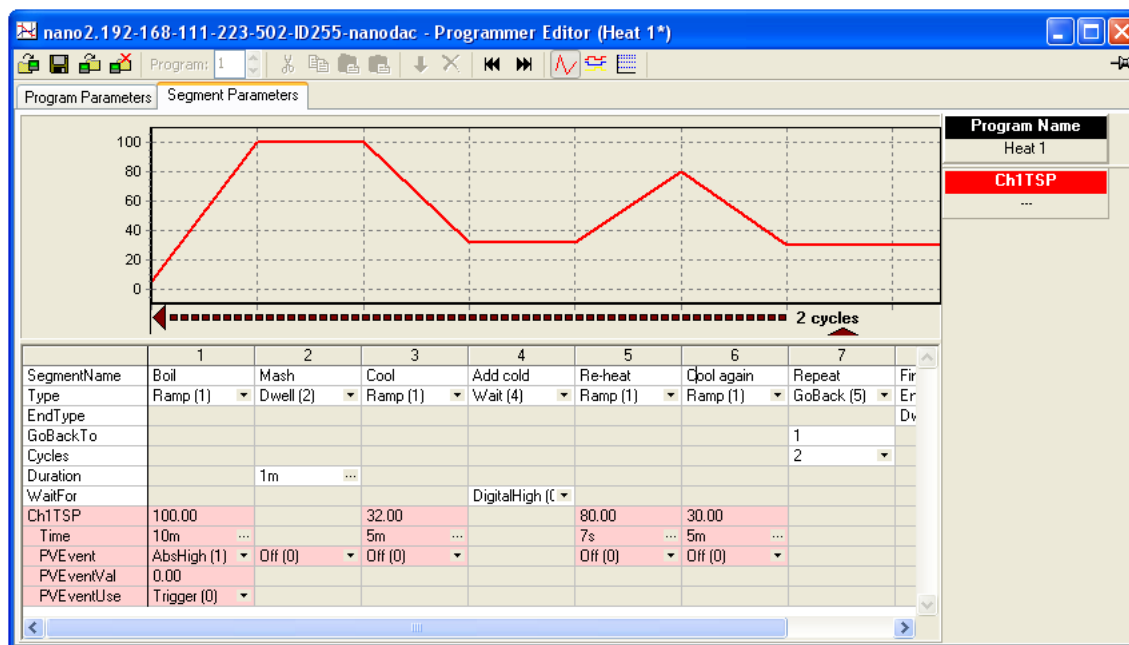 nano2.192-168-111-223-502-ID255-nanodac - Programmer Editor (Heat 1*)
Program: 1
Program Parameters Segment Parameters
Program Name
Heat 1
Ch1TSP
---
100
80
60
40
20
0
2 cycles
1 2 3 4 5 6 7
SegmentName Boil Mash Cool Add cold Re-heat Cool again Repeat Fir
Type Ramp (1) Dwell (2) Ramp (1) Wait (4) Ramp (1) Ramp (1) GoBack (5) Er
EndType Dw
GoBackTo 1
Cycles 2
Duration 1m ...
WaitFor DigitalHigh (0
Ch1TSP 100.00 32.00 80.00 30.00
Time 10m ... 5m ... 7s ... 5m ...
PVEvent AbsHigh (1) Off (0) Off (0) Off (0) Off (0)
PVEventVal 0.00
PVEventUse Trigger (0)